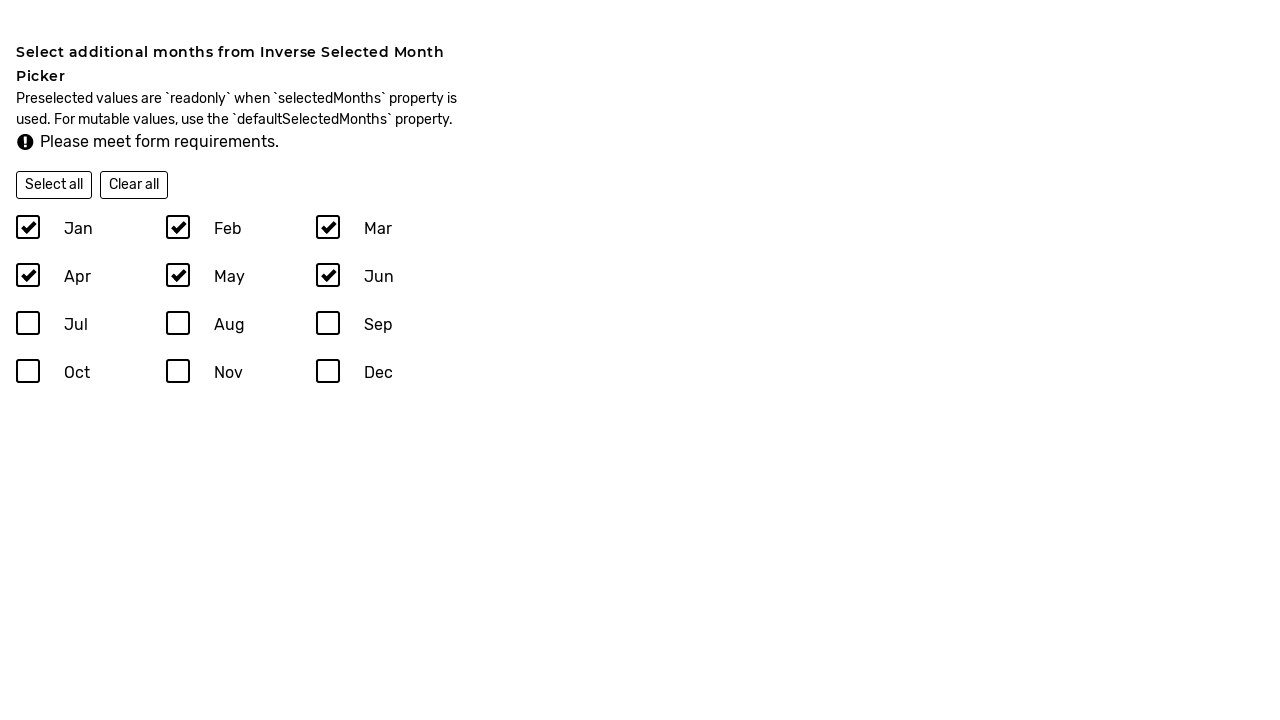 Select additional months from Inverse Selected Month
Picker
Preselected values are `readonly` when `selectedMonths` property is
used. For mutable values, use the `defaultSelectedMonths` property.
Please meet form requirements.
Select all Clear all
Jan Feb Mar
Apr May Jun
Jul Aug Sep
Oct Nov Dec